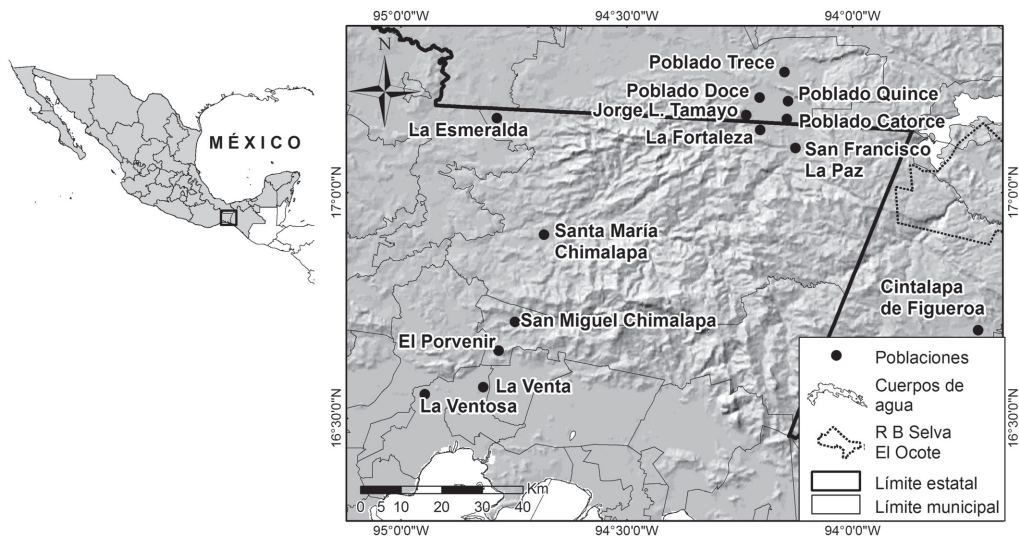 MÉXICO
95°0'0"W
94°30'0"W
94°0'0"W
N
17°0'0"N
16°30'0"N
Poblado Trece
Poblado Doce
Poblado Quince
Jorge L. Tamayo
Poblado Catorce
La Esmeralda
La Fortaleza
San Francisco
La Paz
Santa María
Chimalapa
Cintalapa
de Figueroa
San Miguel Chimalapa
El Porvenir
La Venta
La Ventosa
Poblaciones
Cuerpos de
agua
R B Selva
El Ocote
Límite estatal
Límite municipal
Km
0 5 10 20 30 40
17°0'0"N
16°30'0"N
95°0'0"W
94°30'0"W
94°0'0"W